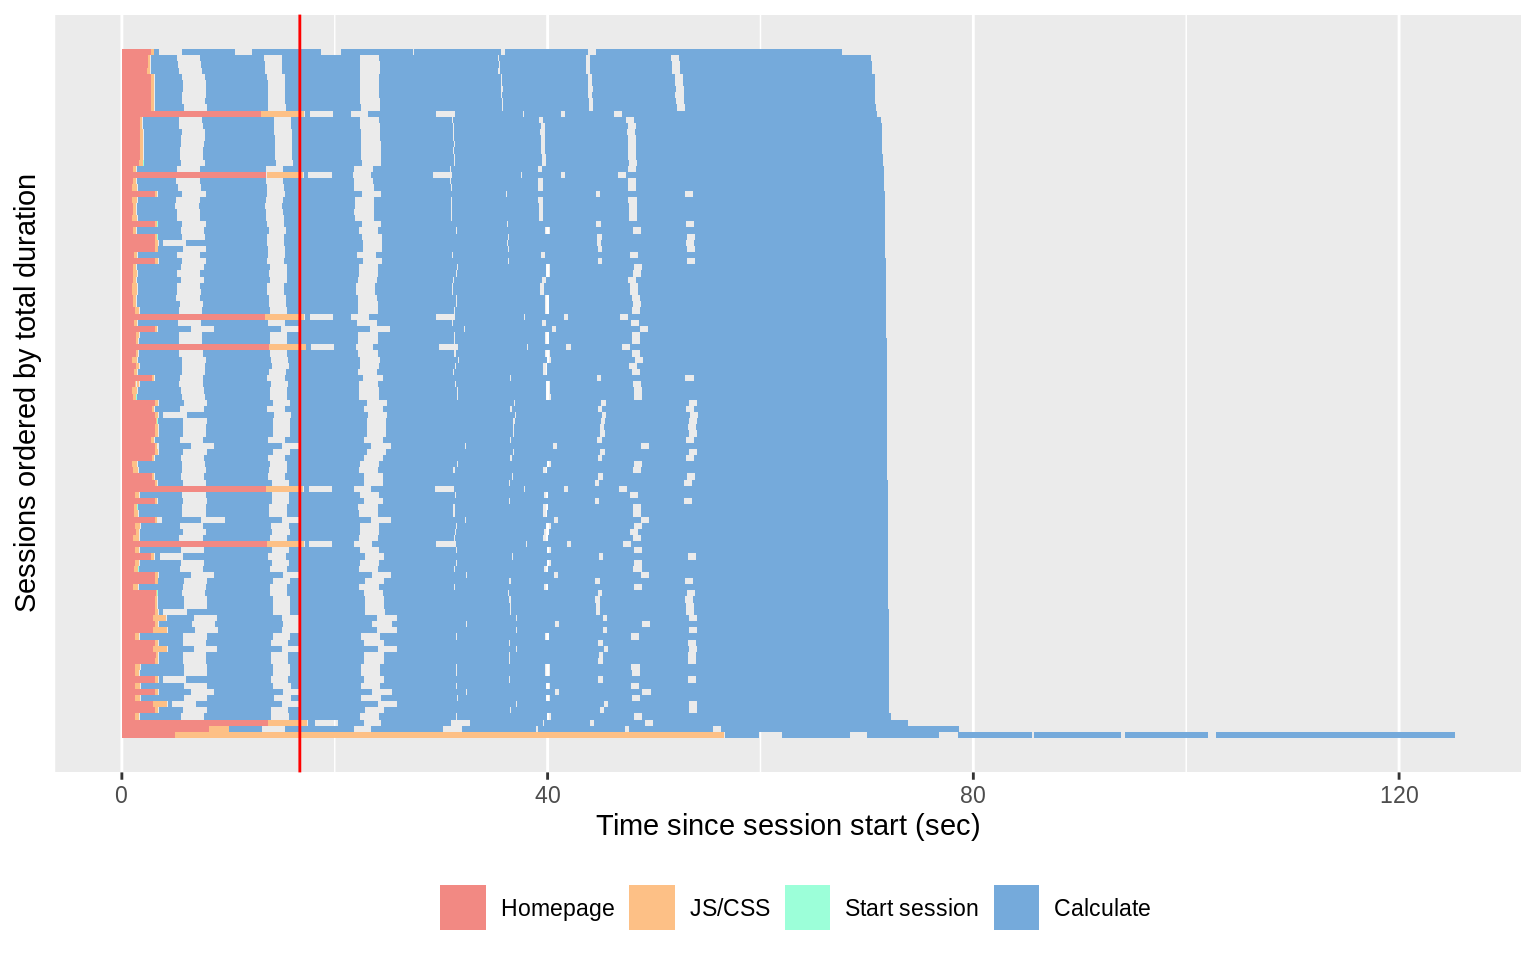 Sessions ordered by total duration
0 40 80 120
Time since session start (sec)
Homepage JS/CSS Start session Calculate